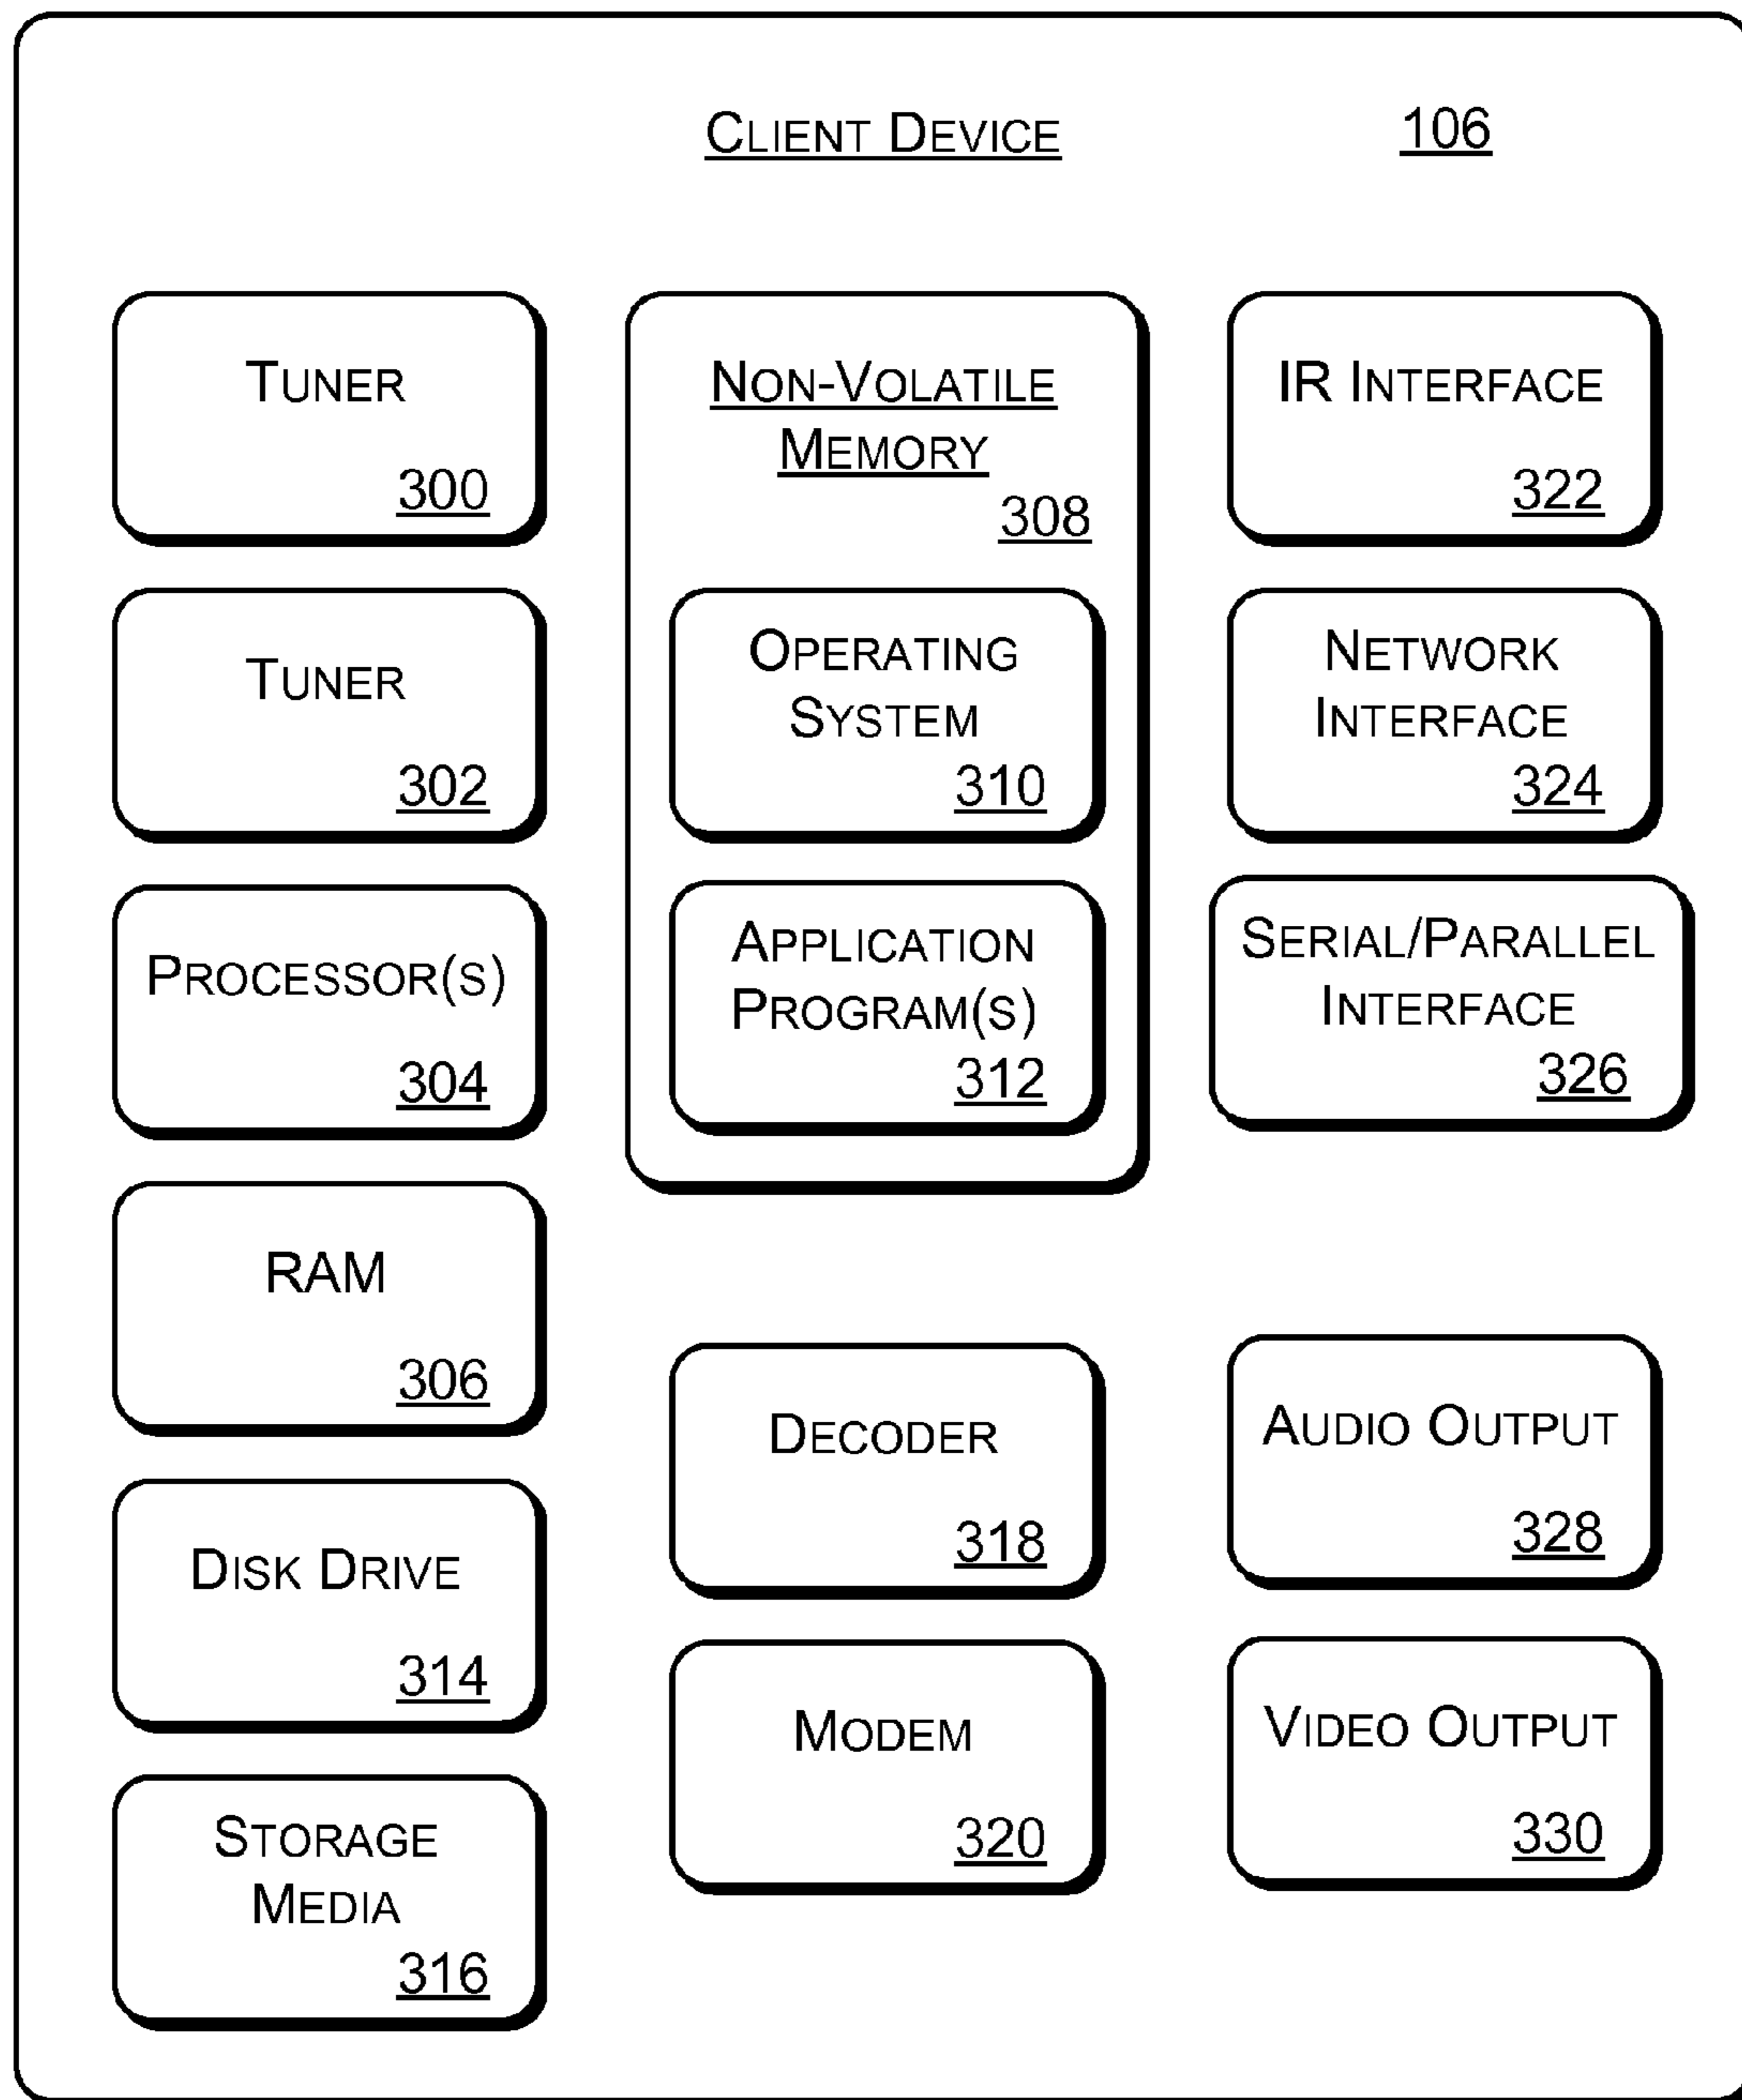 CLIENT DEVICE 106
TUNER
300
TUNER
302
PROCESSOR(S)
304
RAM
306
DISK DRIVE
314
STORAGE
MEDIA
316
NON-VOLATILE
MEMORY
308
OPERATING
SYSTEM
310
APPLICATION
PROGRAM(S)
312
DECODER
318
MODEM
320
IR INTERFACE
322
NETWORK
INTERFACE
324
SERIAL/PARALLEL
INTERFACE
326
AUDIO OUTPUT
328
VIDEO OUTPUT
330